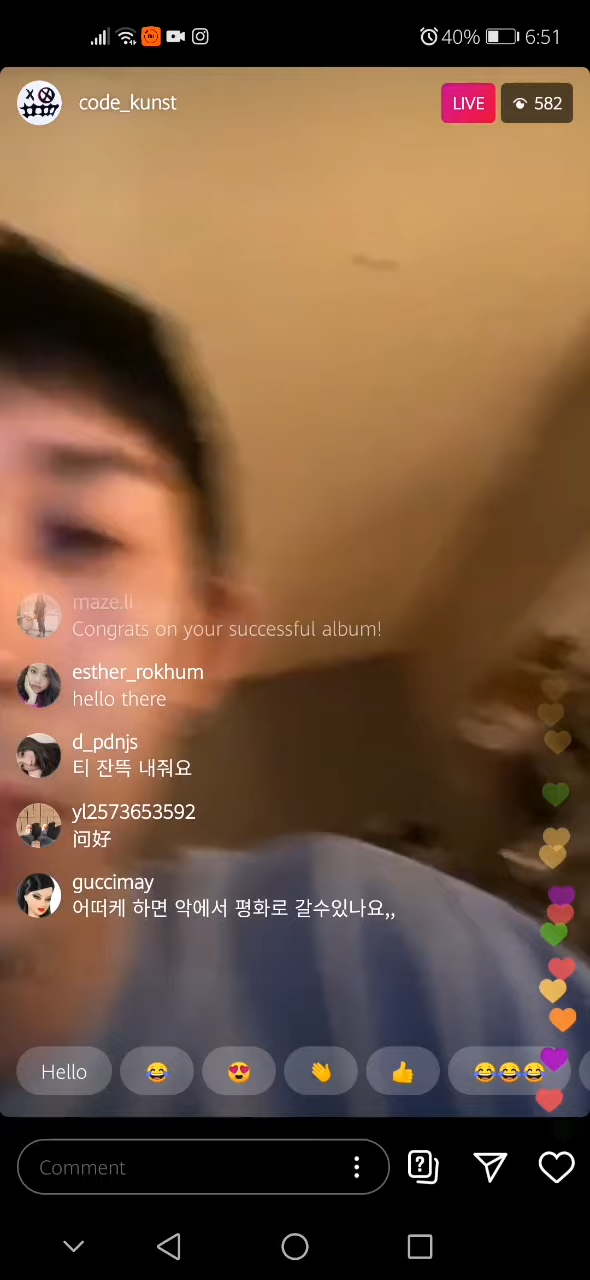 40% 6:51
code_kunst LIVE 582
maze.li
Congrats on your successful album!
esther_rokhum
hello there
d_pdnjs
티 잔뜩 내줘요
yl2573653592
问好
guccimay
어떠케 하면 악에서 평화로 갈수있나요,,
Hello
Comment